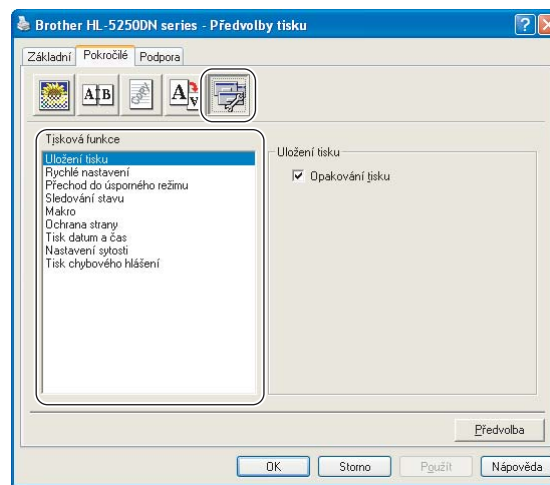 Brother HL-5250DN series - Předvolby tisku
Základní Pokročilé Podpora
A B
A A
Tisková funkce
Uložení tisku
Rychlé nastavení
Přechod do úsporného režimu
Sledování stavu
Makro
Ochrana strany
Tisk datum a čas
Nastavení sytosti
Tisk chybového hlášení
Uložení tisku
Opakování tisku
Předvolba
OK Storno Použít Nápověda